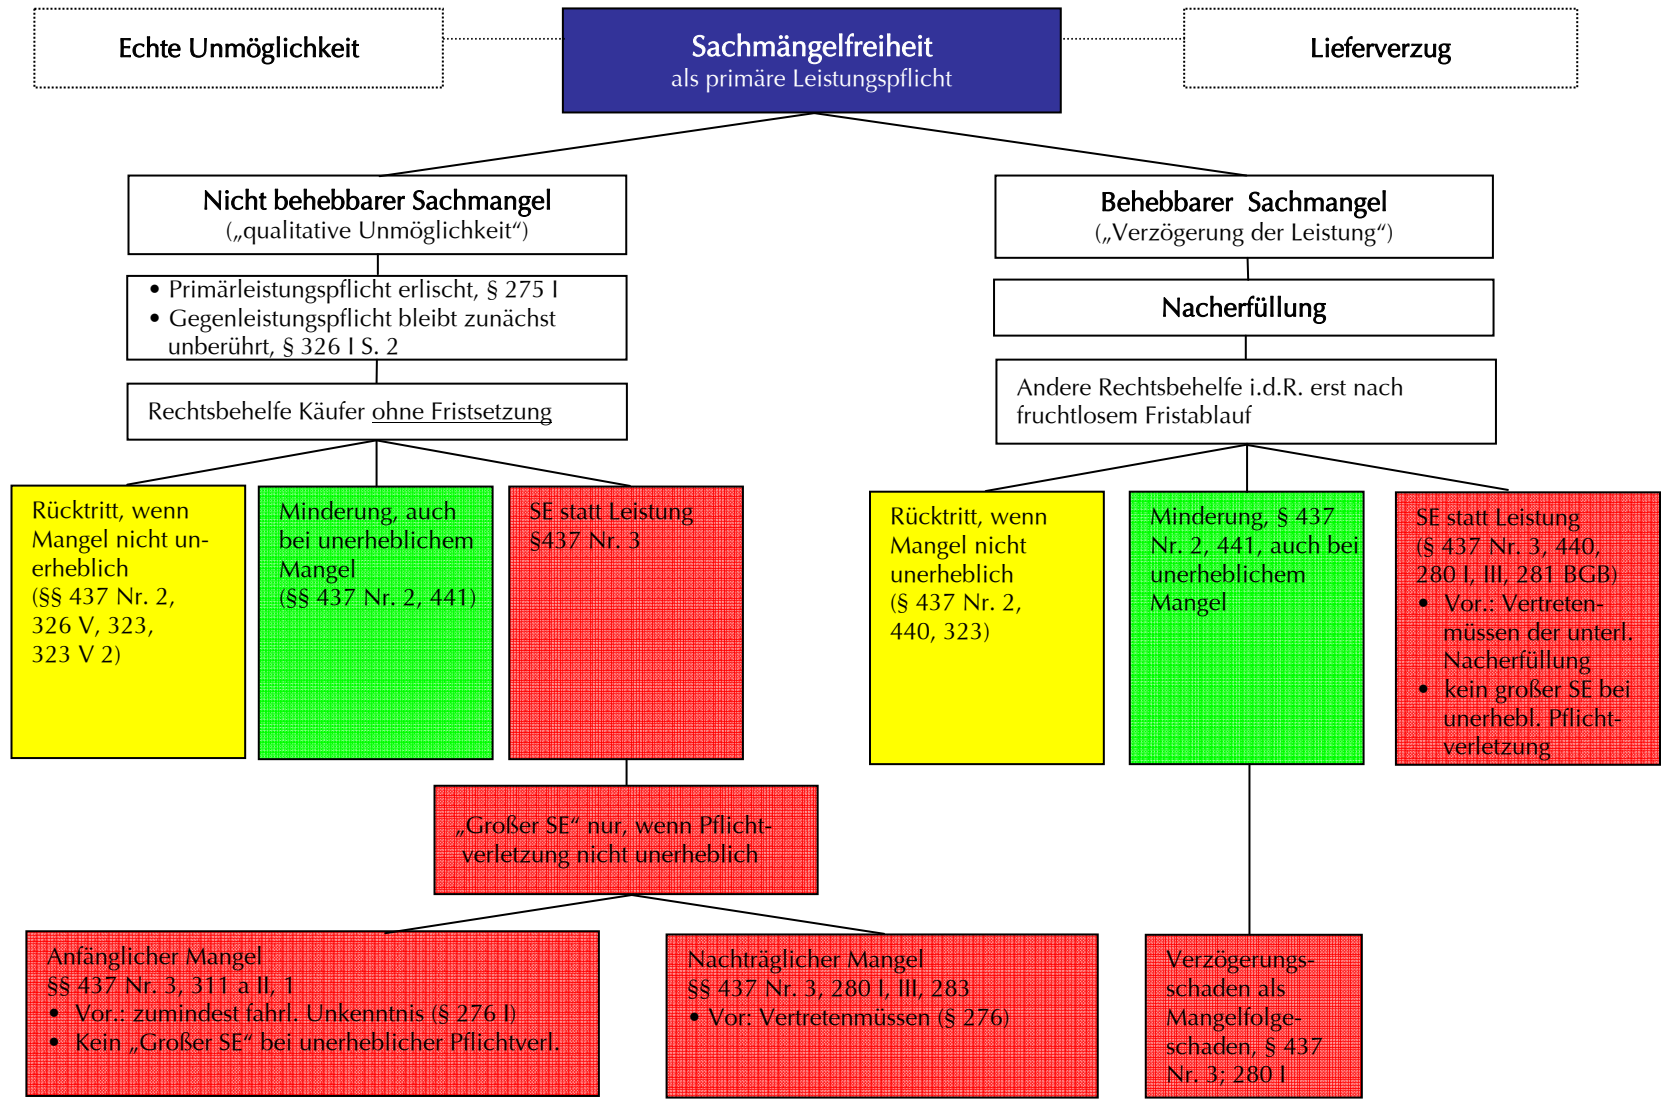 Echte Unmöglichkeit
Sachmängelfreiheit
als primäre Leistungspflicht
Lieferverzug
Nicht behebbarer Sachmangel
(„qualitative Unmöglichkeit“)
• Primärleistungspflicht erlischt, § 275 I
• Gegenleistungspflicht bleibt zunächst
unberührt, § 326 I S. 2
Rechtsbehelfe Käufer ohne Fristsetzung
Behebbarer Sachmangel
(„Verzögerung der Leistung“)
Nacherfüllung
Andere Rechtsbehelfe i.d.R. erst nach
fruchtlosem Fristablauf
Rücktritt, wenn
Mangel nicht un-
erheblich
(§§ 437 Nr. 2,
326 V, 323,
323 V 2)
Minderung, auch
bei unerheblichem
Mangel
(§§ 437 Nr. 2, 441)
SE statt Leistung
§437 Nr. 3
Rücktritt, wenn
Mangel nicht
unerheblich
(§ 437 Nr. 2,
440, 323)
Minderung, § 437
Nr. 2, 441, auch bei
unerheblichem
Mangel
SE statt Leistung
(§ 437 Nr. 3, 440,
280 I, III, 281 BGB)
• Vor.: Vertreten-
müssen der unterl.
Nacherfüllung
• kein großer SE bei
unerhebl. Pflicht-
verletzung
„Großer SE“ nur, wenn Pflicht-
verletzung nicht unerheblich
Anfänglicher Mangel
§§ 437 Nr. 3, 311 a II, 1
• Vor.: zumindest fahrl. Unkenntnis (§ 276 I)
• Kein „Großer SE“ bei unerheblicher Pflichtverl.
Nachträglicher Mangel
§§ 437 Nr. 3, 280 I, III, 283
• Vor: Vertretenmüssen (§ 276)
Verzögerungs-
schaden als
Mangelfolge-
schaden, § 437
Nr. 3; 280 I